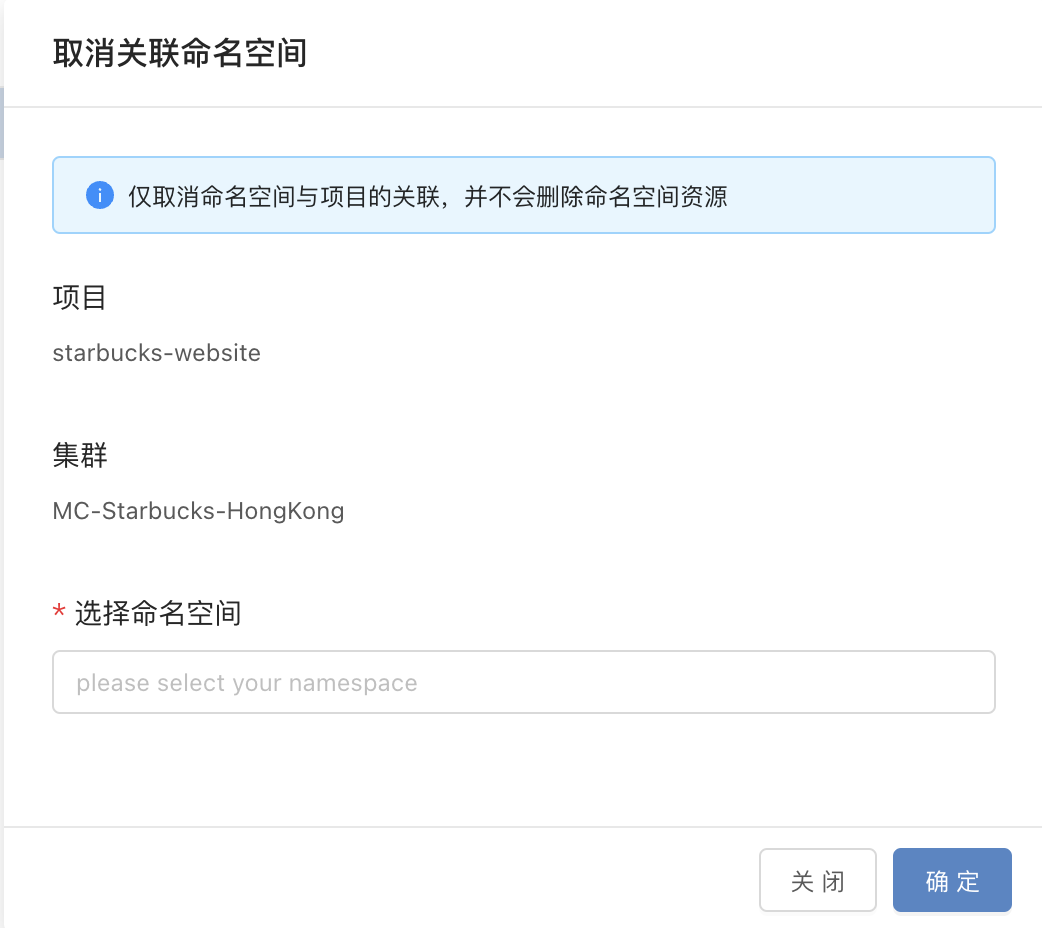 取消关联命名空间
仅取消命名空间与项目的关联，并不会删除命名空间资源
项目
starbucks-website
集群
MC-Starbucks-HongKong
* 选择命名空间
please select your namespace
关 闭
确 定